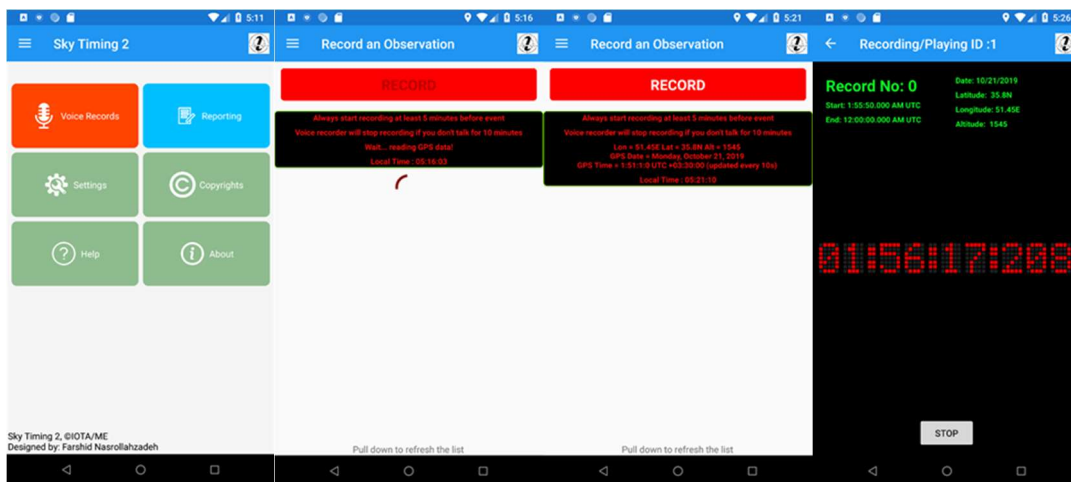 5:11
Sky Timing 2
Voice Records
Reporting
Settings
Copyrights
Help
About
Sky Timing 2, ©IOTA/ME
Designed by: Farshid Nasrollahzadeh
5:16
Record an Observation
RECORD
Always start recording at least 5 minutes before event
Voice recorder will stop recording if you don't talk for 10 minutes
Wait... reading GPS data!
Local Time : 05:16:03
Pull down to refresh the list
5:21
Record an Observation
RECORD
Always start recording at least 5 minutes before event
Voice recorder will stop recording if you don't talk for 10 minutes
Lon = 51.45E Lat = 35.8N Alt = 1545
GPS Date = Monday, October 21, 2019
GPS Time = 1:51:1:0 UTC +03:30:00 (updated every 10s)
Local Time : 05:21:10
Pull down to refresh the list
5:26
Recording/Playing ID :1
Record No: 0
Start: 1:55:50.000 AM UTC
End: 12:00:00.000 AM UTC
Date: 10/21/2019
Latitude: 35.8N
Longitude: 51.45E
Altitude: 1545
01:56:17:208
STOP